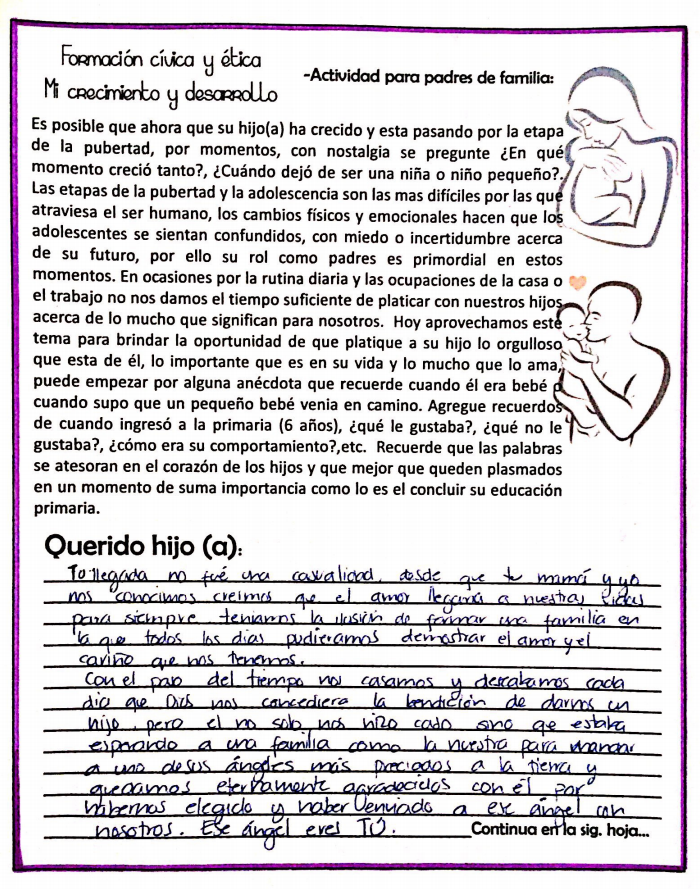 Formación cívica y ética
Mi crecimiento y desarrollo
-Actividad para padres de familia:
Es posible que ahora que su hijo(a) ha crecido y esta pasando por la etapa
de la pubertad, por momentos, con nostalgia se pregunte ¿En qué
momento creció tanto?, ¿Cuándo dejó de ser una niña o niño pequeño?.
Las etapas de la pubertad y la adolescencia son las mas difíciles por las que
atraviesa el ser humano, los cambios físicos y emocionales hacen que los
adolescentes se sientan confundidos, con miedo o incertidumbre acerca
de su futuro, por ello su rol como padres es primordial en estos
momentos. En ocasiones por la rutina diaria y las ocupaciones de la casa o
el trabajo no nos damos el tiempo suficiente de platicar con nuestros hijos
acerca de lo mucho que significan para nosotros. Hoy aprovechamos este
tema para brindar la oportunidad de que platique a su hijo lo orgulloso
que esta de él, lo importante que es en su vida y lo mucho que lo ama,
puede empezar por alguna anécdota que recuerde cuando él era bebé o
cuando supo que un pequeño bebé venia en camino. Agregue recuerdos
de cuando ingresó a la primaria (6 años), ¿qué le gustaba?, ¿qué no le
gustaba?, ¿cómo era su comportamiento?,etc. Recuerde que las palabras
se atesoran en el corazón de los hijos y que mejor que queden plasmados
en un momento de suma importancia como lo es el concluir su educación
primaria.
Querido hijo (a):
Tu llegada no fué una casualidad, desde que tu mamá y yo
nos conocimos creimos que el amor llegaria a nuestras vidas
para siempre teniamos la ilusión de formar una familia en
la que todos los dias pudieramos demostrar el amor y el
cariño que nos tenemos.
Con el paso del tiempo nos casamos y deseabamos cada
dia que Dios nos concediera la bendición de darnos un
hijo, pero el no solo nos hizo caso sino que estaba
esperando a una familia como la nuestra para mandar
a uno de sus ángeles más preciados a la tierra y
quedamos eternamente agradecidos con él por
habernos elegido y haber enviado a ese ángel con
nosotros. Ese ángel eres TÚ.
Continua en la sig. hoja...